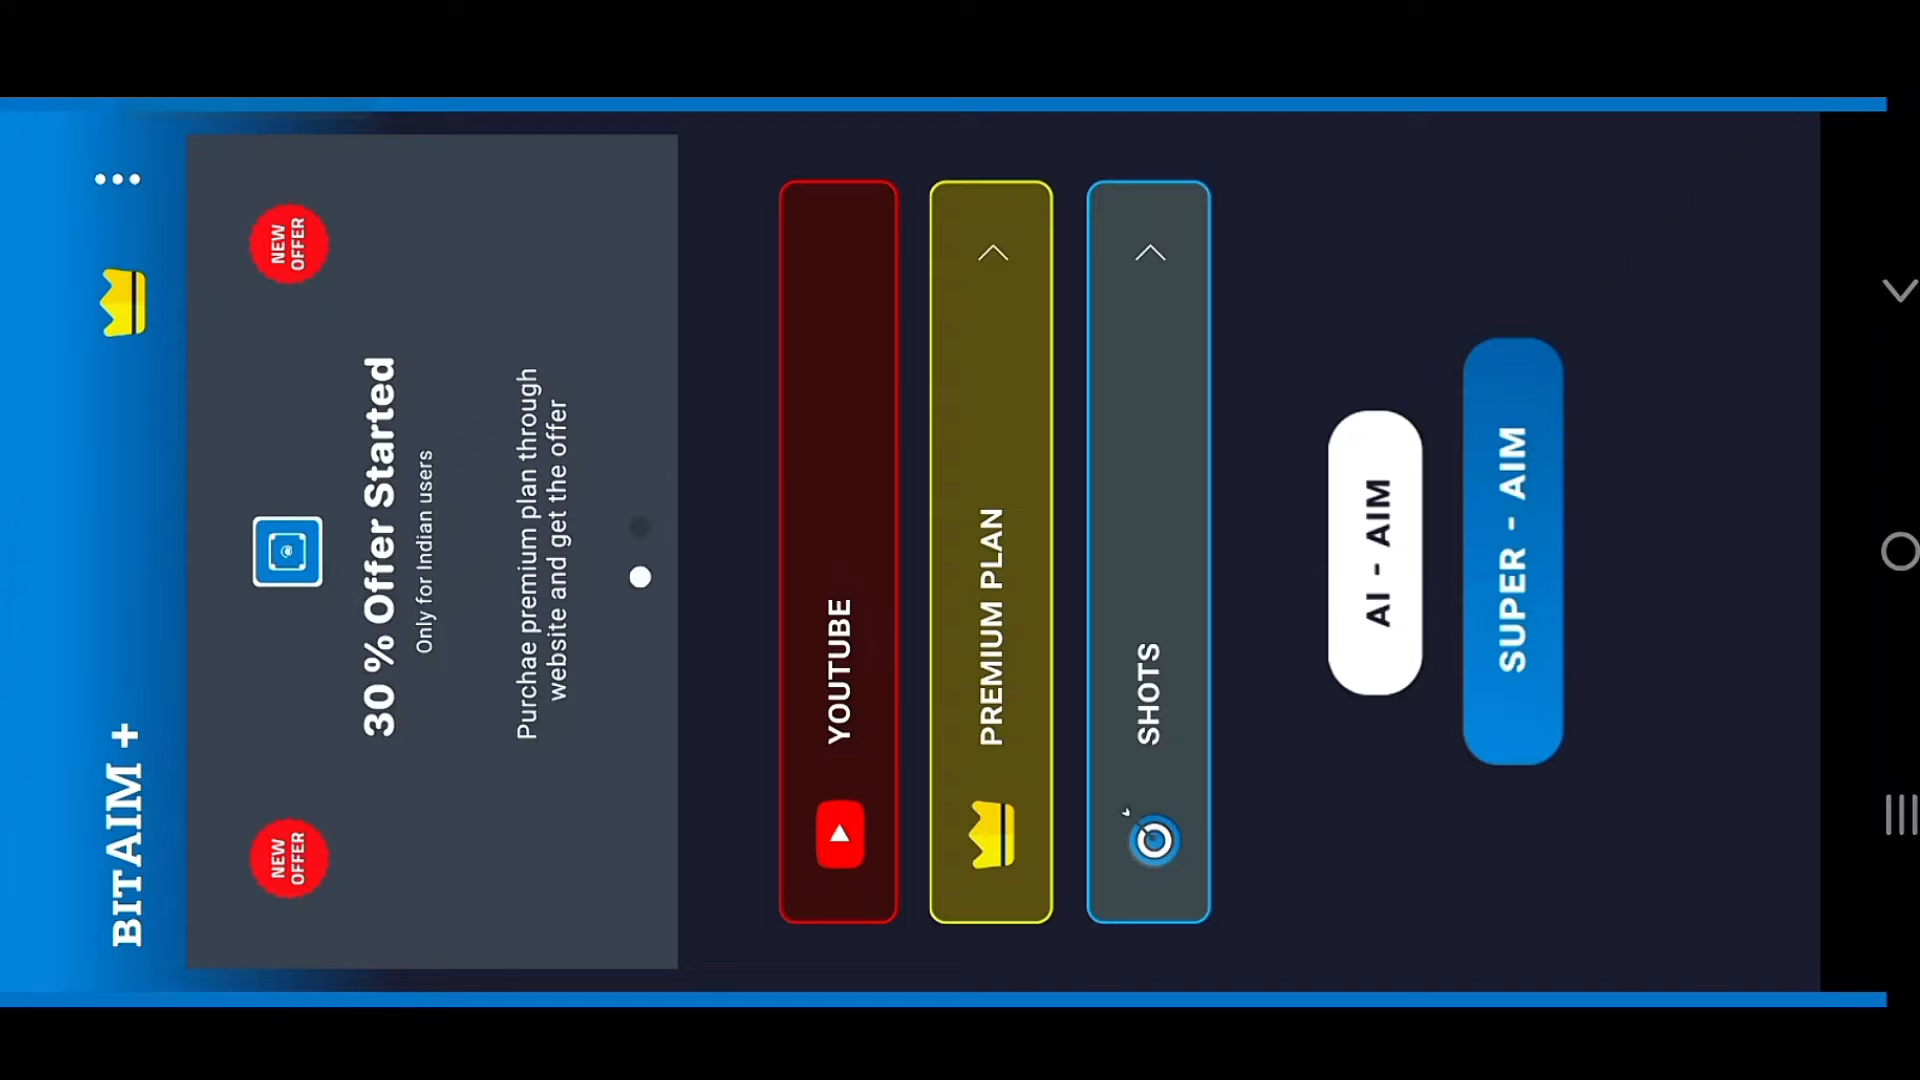 BITAIM +
NEW
OFFER
NEW
OFFER
30 % Offer Started
Only for Indian users
Purchae premium plan through
website and get the offer
YOUTUBE
PREMIUM PLAN
SHOTS
AI - AIM
SUPER - AIM